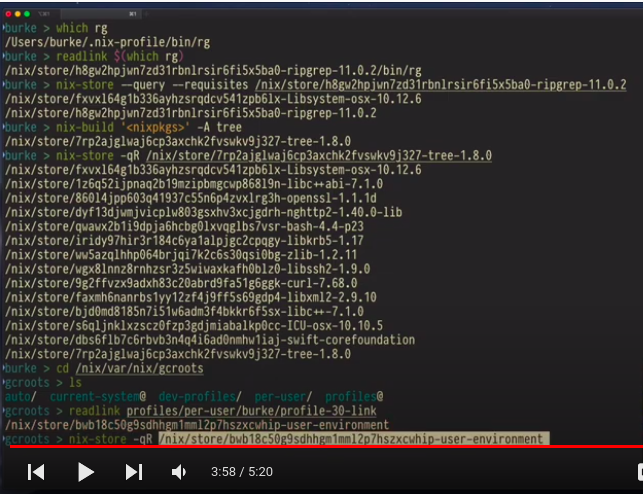 burke > which rg
/Users/burke/.nix-profile/bin/rg
burke > readlink $(which rg)
/nix/store/h8gw2hpjwn7zd31rbnlrsir6fi5x5ba0-ripgrep-11.0.2/bin/rg
burke > nix-store --query --requisites /nix/store/h8gw2hpjwn7zd31rbnlrsir6fi5x5ba0-ripgrep-11.0.2
/nix/store/fxvxl64g1b336ayhzsrqdcv541zpb6lx-Libsystem-osx-10.12.6
/nix/store/h8gw2hpjwn7zd31rbnlrsir6fi5x5ba0-ripgrep-11.0.2
burke > nix-build '<nixpkgs>' -A tree
/nix/store/7rp2ajglwaj6cp3axchk2fvswkv9j327-tree-1.8.0
burke > nix-store -qR /nix/store/7rp2ajglwaj6cp3axchk2fvswkv9j327-tree-1.8.0
/nix/store/fxvxl64g1b336ayhzsrqdcv541zpb6lx-Libsystem-osx-10.12.6
/nix/store/1z6q52ijpnaq2b19mzipbmgcwp868l9n-libc++abi-7.1.0
/nix/store/860l4jpp603q41937c55n6p4zvxlrg3h-openssl-1.1.1d
/nix/store/dyf13djwmjvicplw803gsxhv3xcjgdrh-nghttp2-1.40.0-lib
/nix/store/qwawx2b1i9dpja6hcbg0lxvqglbs7vsr-bash-4.4-p23
/nix/store/iridy97hir3r184c6ya1alpjgc2cpqgy-libkrb5-1.17
/nix/store/ww5azqlhhp064brjqi7k2c6s30qsi0bg-zlib-1.2.11
/nix/store/wgx8lnnz8rnhzsr3z5wiwaxkafh0blz0-libssh2-1.9.0
/nix/store/9g2ffvzx9adxh83c20abrd9fa51g6ggk-curl-7.68.0
/nix/store/faxmh6nanrbs1yy12zf4j9ff5s69gdp4-libxml2-2.9.10
/nix/store/bjd0md8185n7i51w6adm3f4bkkr6f5sx-libc++-7.1.0
/nix/store/s6qljnklxzscz0fzp3gdjmiabalkp0cc-ICU-osx-10.10.5
/nix/store/dbs6flb7c6rbvb3n4q4i6ad0nmhw1iaj-swift-corefoundation
/nix/store/7rp2ajglwaj6cp3axchk2fvswkv9j327-tree-1.8.0
burke > cd /nix/var/nix/gcroots
gcroots > ls
auto/ current-system@ dev-profiles/ per-user/ profiles@
gcroots > readlink profiles/per-user/burke/profile-30-link
/nix/store/bwb18c50g9sdhhgm1mml2p7hszxcwhip-user-environment
gcroots > nix-store -qR /nix/store/bwb18c50g9sdhhgm1mml2p7hszxcwhip-user-environment
3:58 / 5:20